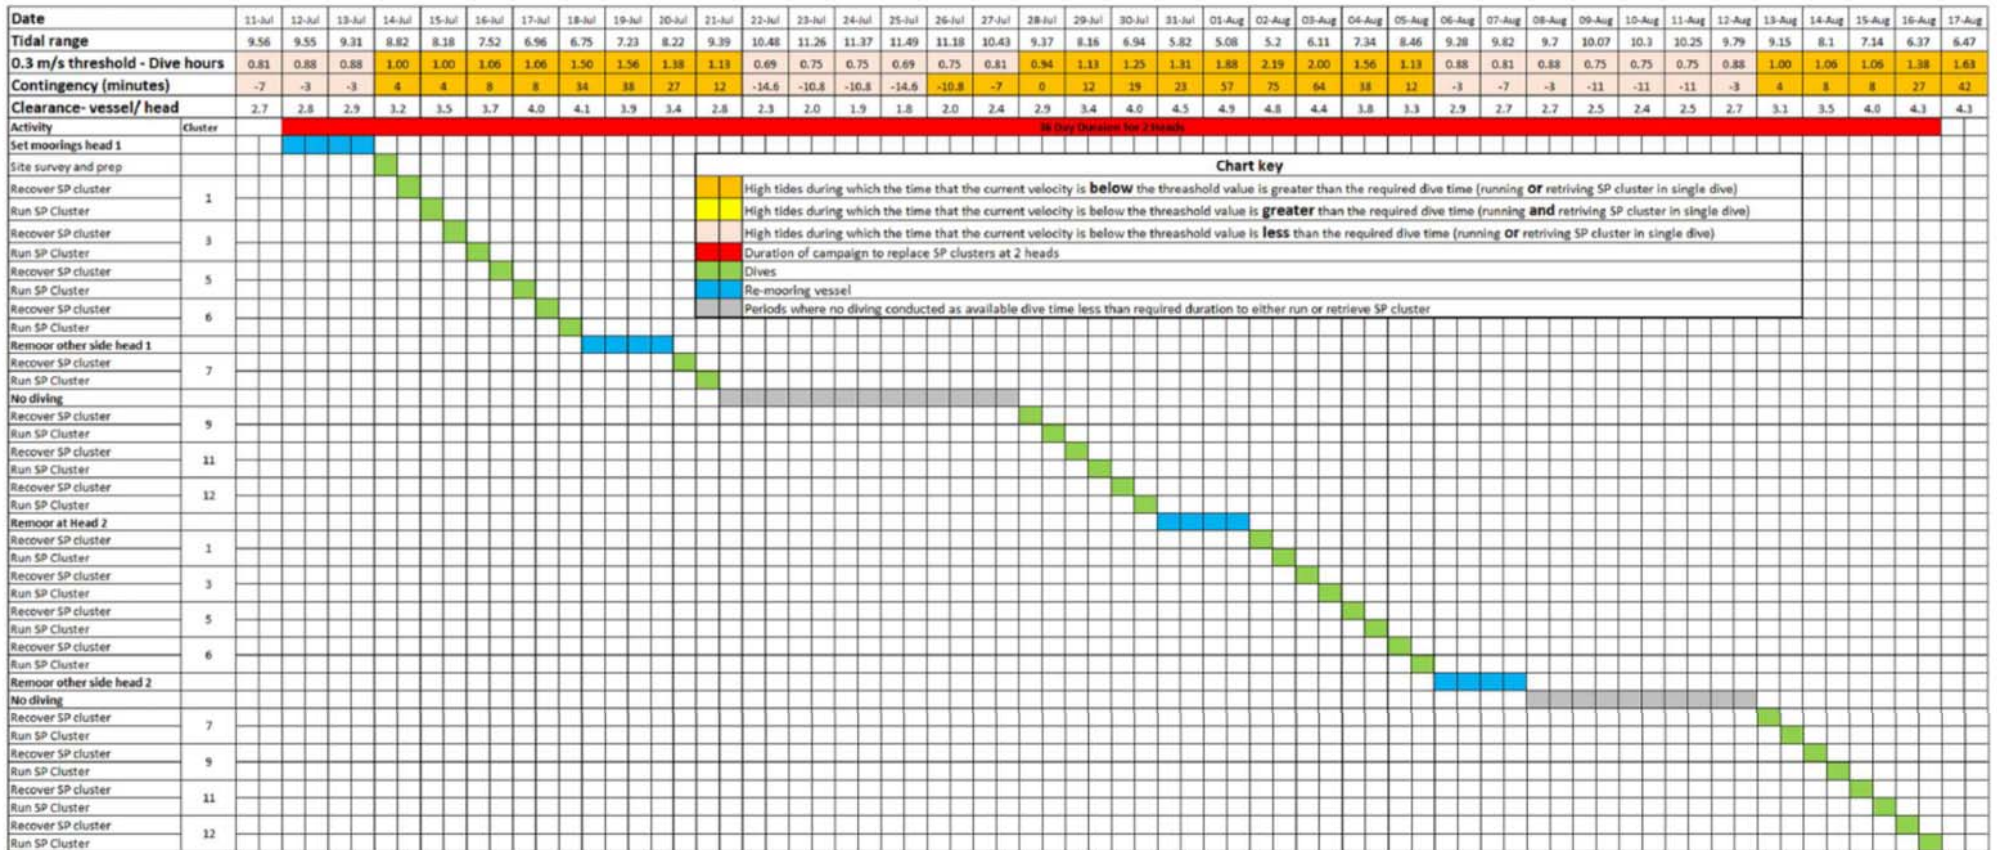 Date 11-Jul 12-Jul 13-Jul 14-Jul 15-Jul 16-Jul 17-Jul 18-Jul 19-Jul 20-Jul 21-Jul 22-Jul 23-Jul 24-Jul 25-Jul 26-Jul 27-Jul 28-Jul 29-Jul 30-Jul 31-Jul 01-Aug 02-Aug 03-Aug 04-Aug 05-Aug 06-Aug 07-Aug 08-Aug 09-Aug 10-Aug 11-Aug 12-Aug 13-Aug 14-Aug 15-Aug 16-Aug 17-Aug
Tidal range 9.56 9.55 9.31 8.82 8.18 7.52 6.96 6.75 7.23 8.22 9.39 10.48 11.26 11.37 11.49 11.18 10.43 9.37 8.16 6.94 5.82 5.08 5.2 6.11 7.34 8.46 9.28 9.82 9.7 10.07 10.3 10.25 9.79 9.15 8.1 7.14 6.37 6.47
0.3 m/s threshold - Dive hours 0.81 0.88 0.88 1.00 1.00 1.06 1.06 1.50 1.56 1.38 1.13 0.69 0.75 0.75 0.69 0.75 0.81 0.94 1.13 1.25 1.31 1.88 2.19 2.00 1.56 1.13 0.88 0.81 0.88 0.75 0.75 0.75 0.88 1.00 1.06 1.06 1.38 1.63
Contingency (minutes) -7 -3 -3 4 4 8 8 34 38 27 12 -14.6 -10.8 -10.8 -14.6 -10.8 -7 0 12 19 23 57 75 64 38 12 -3 -7 -3 -11 -11 -11 -3 4 8 8 27 42
Clearance- vessel/ head 2.7 2.8 2.9 3.2 3.5 3.7 4.0 4.1 3.9 3.4 2.8 2.3 2.0 1.9 1.8 2.0 2.4 2.9 3.4 4.0 4.5 4.9 4.8 4.4 3.8 3.3 2.9 2.7 2.7 2.5 2.4 2.5 2.7 3.1 3.5 4.0 4.3 4.3
Activity Cluster 36 Day Duration for 2 Heads
Set moorings head 1
Site survey and prep
Chart key
Recover SP cluster
1
Run SP Cluster
High tides during which the time that the current velocity is below the threashold value is greater than the required dive time (running or retriving SP cluster in single dive)
High tides during which the time that the current velocity is below the threashold value is greater than the required dive time (running and retriving SP cluster in single dive)
Recover SP cluster
3
Run SP Cluster
High tides during which the time that the current velocity is below the threashold value is less than the required dive time (running or retriving SP cluster in single dive)
Duration of campaign to replace SP clusters at 2 heads
Recover SP cluster
5
Run SP Cluster
Dives
Re-mooring vessel
Recover SP cluster
6
Run SP Cluster
Periods where no diving conducted as available dive time less than required duration to either run or retrieve SP cluster
Remoor other side head 1
Recover SP cluster
7
Run SP Cluster
No diving
Recover SP cluster
9
Run SP Cluster
Recover SP cluster
11
Run SP Cluster
Recover SP cluster
12
Run SP Cluster
Remoor at Head 2
Recover SP cluster
1
Run SP Cluster
Recover SP cluster
3
Run SP Cluster
Recover SP cluster
5
Run SP Cluster
Recover SP cluster
6
Run SP Cluster
Remoor other side head 2
No diving
Recover SP cluster
7
Run SP Cluster
Recover SP cluster
9
Run SP Cluster
Recover SP cluster
11
Run SP Cluster
Recover SP cluster
12
Run SP Cluster